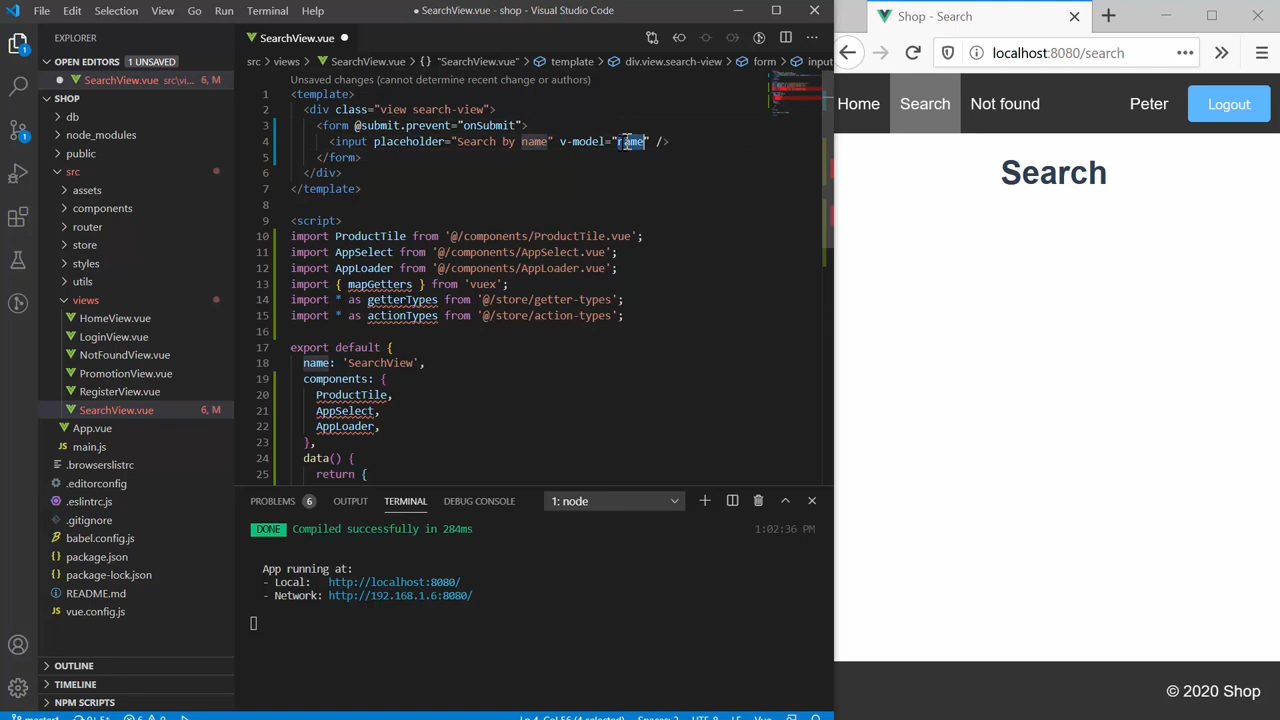 File Edit Selection View Go Run Terminal Help
● SearchView.vue - shop - Visual Studio Code
EXPLORER
OPEN EDITORS 1 UNSAVED
SearchView.vue src\vi... 6, M
SHOP
db
node_modules
public
src
assets
components
router
store
styles
utils
views
HomeView.vue
LoginView.vue
NotFoundView.vue
PromotionView.vue
RegisterView.vue
SearchView.vue 6, M
App.vue
main.js
.browserslistrc
.editorconfig
.eslintrc.js
.gitignore
babel.config.js
package.json
package-lock.json
README.md
vue.config.js
OUTLINE
TIMELINE
NPM SCRIPTS
SearchView.vue ●
src > views > SearchView.vue > {} "SearchView.vue" > template > div.view.search-view > form > input
Unsaved changes (cannot determine recent change or authors)
1 <template>
2 <div class="view search-view">
3 <form @submit.prevent="onSubmit">
4 <input placeholder="Search by name" v-model="name" />
5 </form>
6 </div>
7 </template>
8
9 <script>
10 import ProductTile from '@/components/ProductTile.vue';
11 import AppSelect from '@/components/AppSelect.vue';
12 import AppLoader from '@/components/AppLoader.vue';
13 import { mapGetters } from 'vuex';
14 import * as getterTypes from '@/store/getter-types';
15 import * as actionTypes from '@/store/action-types';
16
17 export default {
18 name: 'SearchView',
19 components: {
20 ProductTile,
21 AppSelect,
22 AppLoader,
23 },
24 data() {
25 return {
PROBLEMS 6 OUTPUT TERMINAL DEBUG CONSOLE 1: node
DONE Compiled successfully in 284ms 1:02:36 PM
App running at:
- Local: http://localhost:8080/
- Network: http://192.168.1.6:8080/
Shop - Search
localhost:8080/search
Home Search Not found Peter Logout
Search
© 2020 Shop